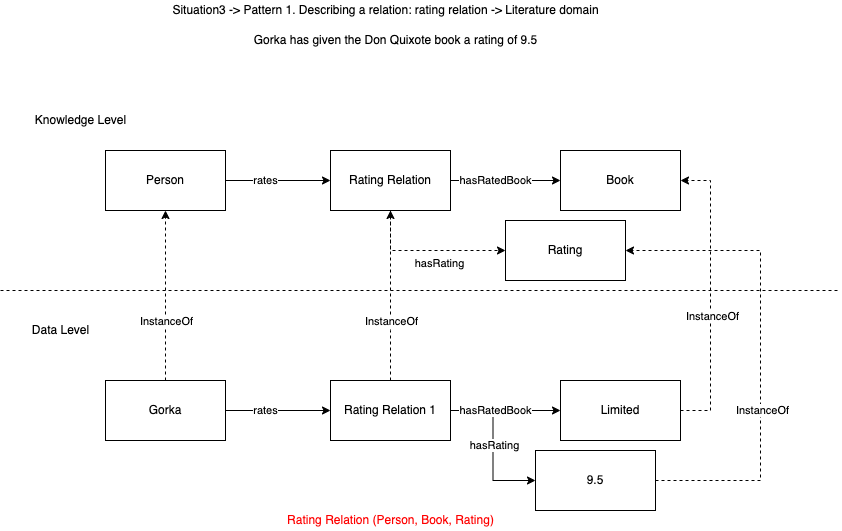 Situation3 -> Pattern 1. Describing a relation: rating relation -> Literature domain
Gorka has given the Don Quixote book a rating of 9.5
Knowledge Level
Person
rates
Rating Relation
hasRatedBook
Book
Rating
hasRating
InstanceOf
InstanceOf
InstanceOf
Data Level
Gorka
rates
Rating Relation 1
hasRatedBook
Limited
InstanceOf
hasRating
9.5
Rating Relation (Person, Book, Rating)